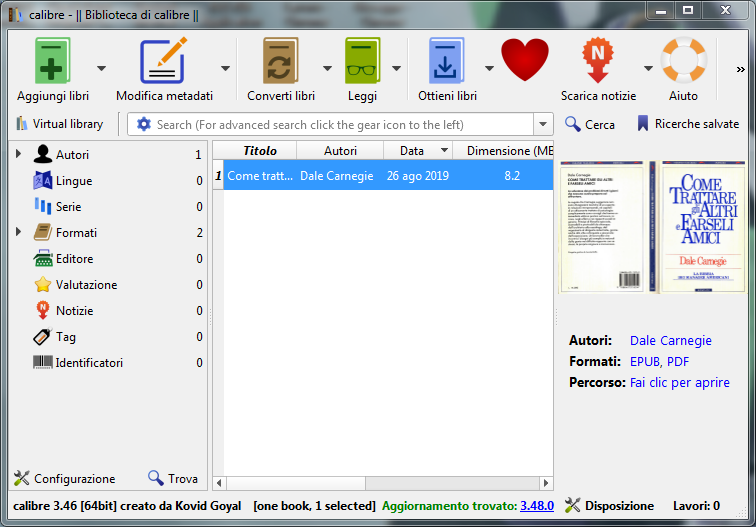 calibre - || Biblioteca di calibre ||
Aggiungi libri
Modifica metadati
Converti libri
Leggi
Ottieni libri
Scarica notizie
Aiuto
»
Virtual library
Search (For advanced search click the gear icon to the left)
Cerca
Ricerche salvate
Autori 1
Lingue 0
Serie 0
Formati 2
Editore 0
Valutazione 0
Notizie 0
Tag 0
Identificatori 0
Configurazione
Trova
Titolo Autori Data Dimensione (MB
1 Come tratt... Dale Carnegie 26 ago 2019 8.2
Dale Carnegie
COME TRATTARE GLI ALTRI
E FARSELI AMICI
COME
TRATTARE
gli ALTRI
e FARSELI
AMICI
Dale Carnegie
LA BIBBIA
DEI MANAGER AMERICANI
Autori: Dale Carnegie
Formati: EPUB, PDF
Percorso: Fai clic per aprire
calibre 3.46 [64bit] creato da Kovid Goyal [one book, 1 selected] Aggiornamento trovato: 3.48.0
Disposizione
Lavori: 0